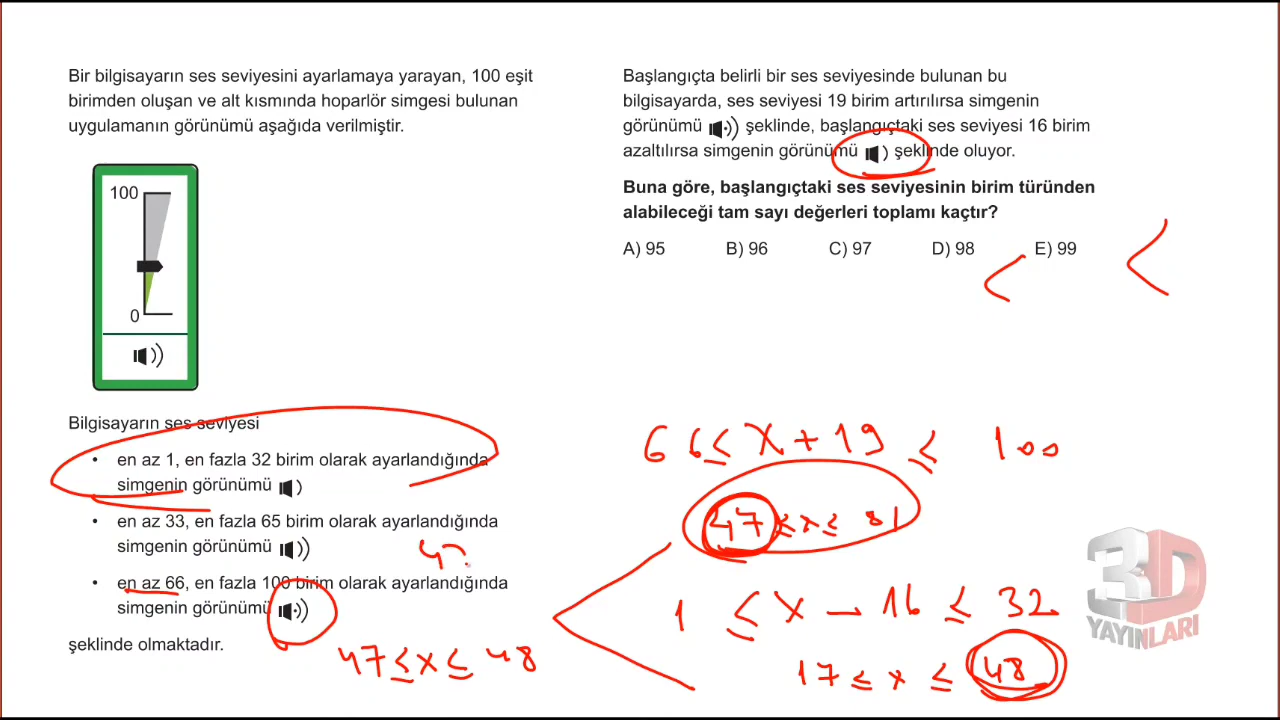 Bir bilgisayarın ses seviyesini ayarlamaya yarayan, 100 eşit
birimden oluşan ve alt kısmında hoparlör simgesi bulunan
uygulamanın görünümü aşağıda verilmiştir.
100
0
Bilgisayarın ses seviyesi
• en az 1, en fazla 32 birim olarak ayarlandığında
simgenin görünümü
• en az 33, en fazla 65 birim olarak ayarlandığında
simgenin görünümü
• en az 66, en fazla 100 birim olarak ayarlandığında
simgenin görünümü
şeklinde olmaktadır.
47 ≤ x ≤ 48
Başlangıçta belirli bir ses seviyesinde bulunan bu
bilgisayarda, ses seviyesi 19 birim artırılırsa simgenin
görünümü şeklinde, başlangıçtaki ses seviyesi 16 birim
azaltılırsa simgenin görünümü şeklinde oluyor.
Buna göre, başlangıçtaki ses seviyesinin birim türünden
alabileceği tam sayı değerleri toplamı kaçtır?
A) 95 B) 96 C) 97 D) 98 E) 99
66 ≤ x + 19 ≤ 100
47 ≤ x ≤ 81
1 ≤ x - 16 ≤ 32
17 ≤ x ≤ 48
3D
YAYINLARI